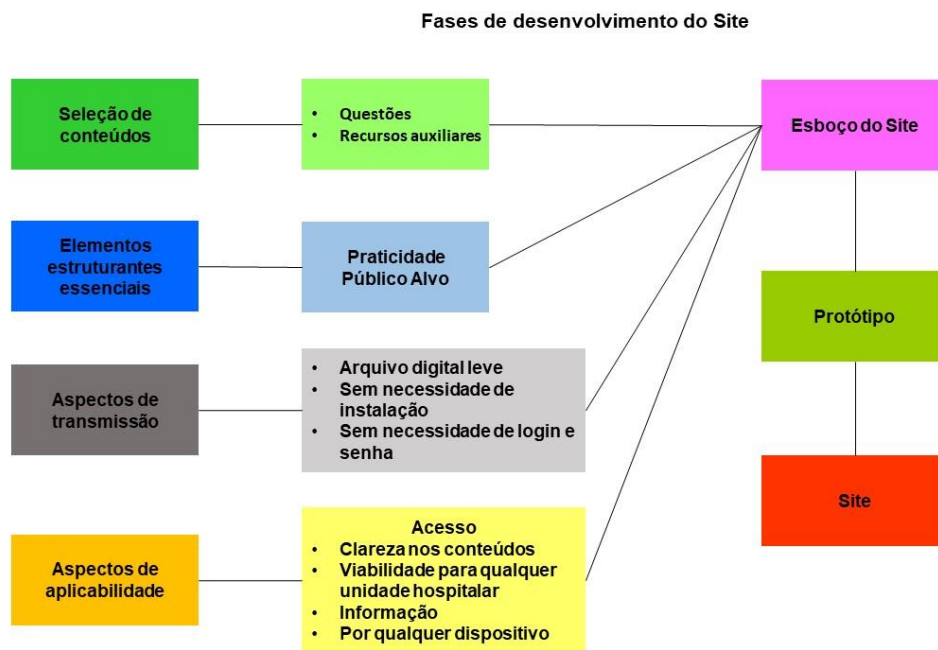 Fases de desenvolvimento do Site
Seleção de
conteúdos
• Questões
• Recursos auxiliares
Esboço do Site
Elementos
estruturantes
essenciais
Praticidade
Público Alvo
Protótipo
Aspectos de
transmissão
• Arquivo digital leve
• Sem necessidade de
instalação
• Sem necessidade de login e
senha
Site
Aspectos de
aplicabilidade
Acesso
• Clareza nos conteúdos
• Viabilidade para qualquer
unidade hospitalar
• Informação
• Por qualquer dispositivo